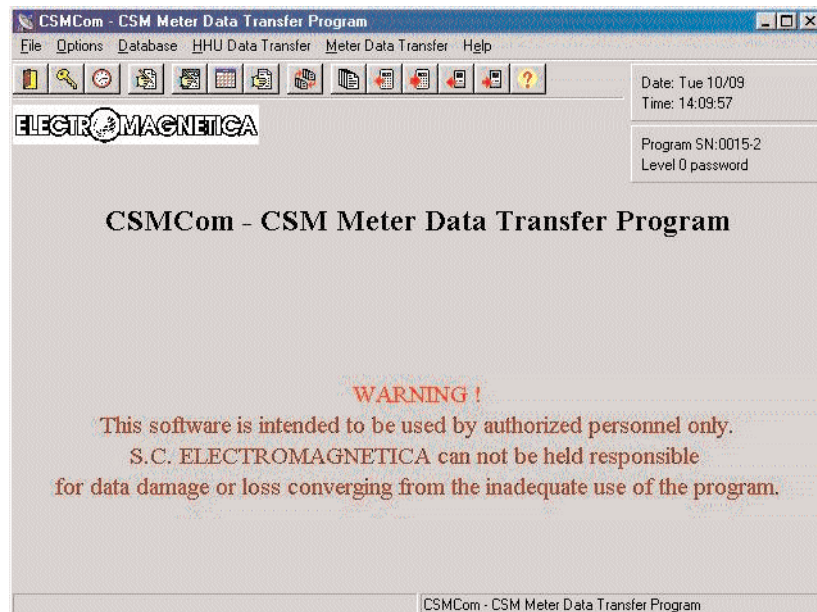 CSMCom - CSM Meter Data Transfer Program
File Options Database HHU Data Transfer Meter Data Transfer Help
Date: Tue 10/09
Time: 14:09:57
ELECTROMAGNETICA
Program SN:0015-2
Level 0 password
CSMCom - CSM Meter Data Transfer Program
WARNING !
This software is intended to be used by authorized personnel only.
S.C. ELECTROMAGNETICA can not be held responsible
for data damage or loss converging from the inadequate use of the program.
CSMCom - CSM Meter Data Transfer Program